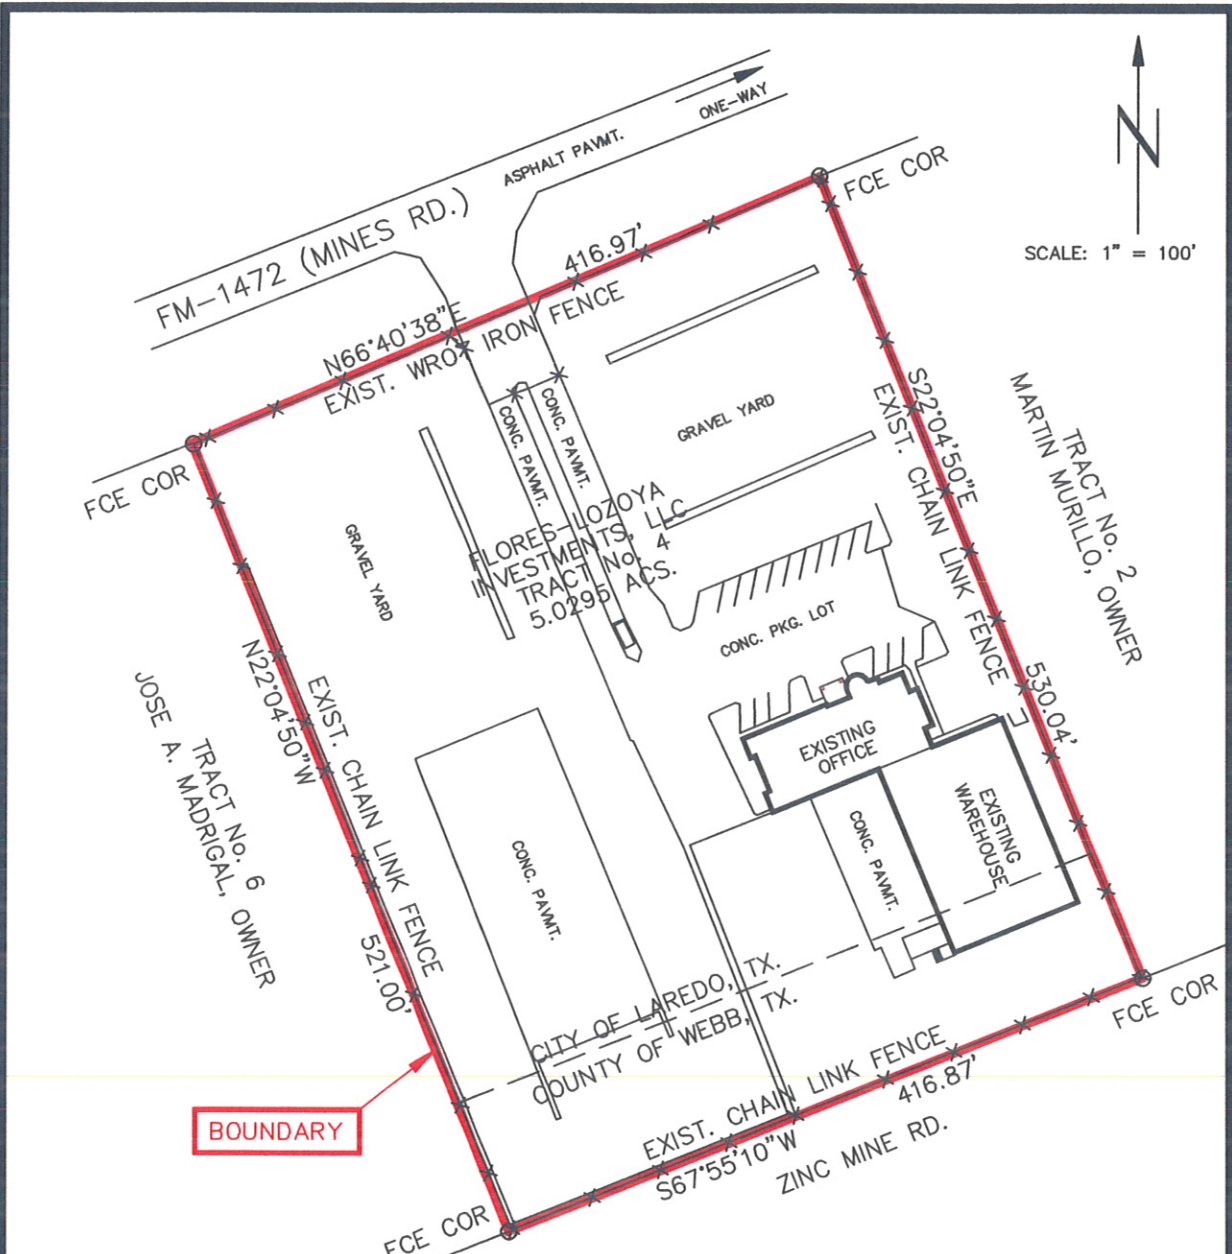 ONE-WAY
ASPHALT PAVMT.
FM-1472 (MINES RD.)
N
SCALE: 1" = 100'
FCE COR
416.97'
N66°40'38"E
EXIST. WRO IRON FENCE
FCE COR
CONC. PAVMT.
CONC. PAVMT.
GRAVEL YARD
GRAVEL YARD
S22°04'50"E
EXIST. CHAIN LINK FENCE
530.04'
TRACT No. 2
MARTIN MURILLO, OWNER
FLORES-LOZOYA
INVESTMENTS, LLC
TRACT No. 4
5.0295 ACS.
CONC. PKG. LOT
N22°04'50"W
EXIST. CHAIN LINK FENCE
521.00'
TRACT No. 6
JOSE A. MADRIGAL, OWNER
EXISTING
OFFICE
EXISTING
WAREHOUSE
CONC. PAVMT.
CONC. PAVMT.
CITY OF LAREDO, TX.
COUNTY OF WEBB, TX.
BOUNDARY
EXIST. CHAIN LINK FENCE
416.87'
S67°55'10"W
ZINC MINE RD.
FCE COR
FCE COR